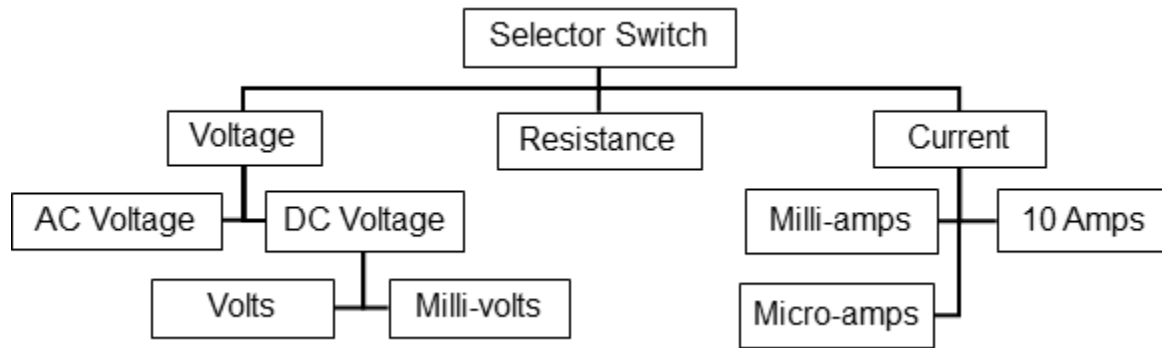 Selector Switch
Voltage
Resistance
Current
AC Voltage
DC Voltage
Milli-amps
10 Amps
Volts
Milli-volts
Micro-amps